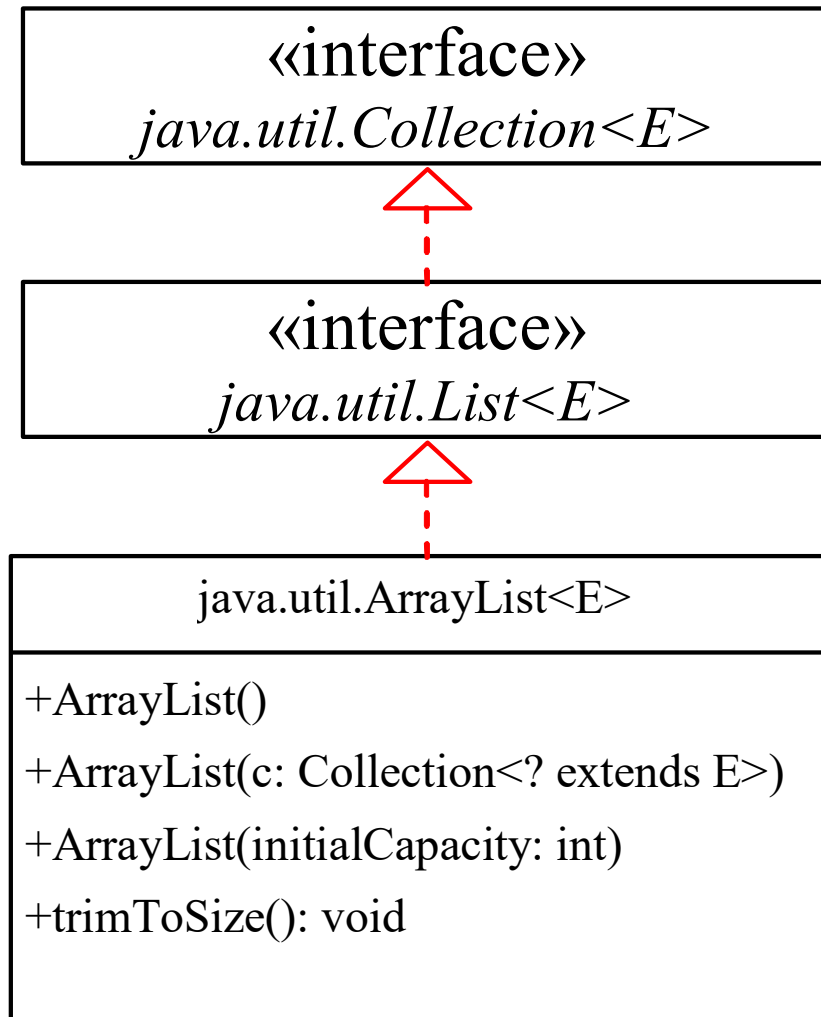 «interface»
java.util.Collection<E>
«interface»
java.util.List<E>
java.util.ArrayList<E>
+ArrayList()
+ArrayList(c: Collection<? extends E>)
+ArrayList(initialCapacity: int)
+trimToSize(): void